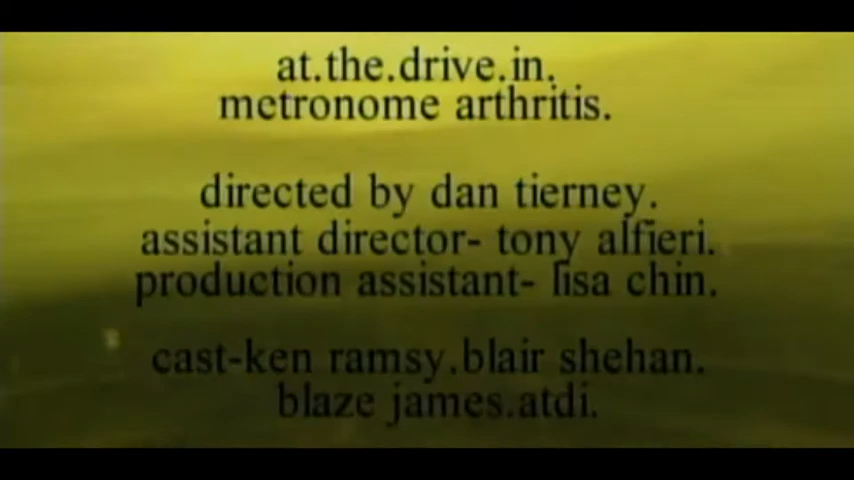 at.the.drive.in.
metronome arthritis.
directed by dan tierney.
assistant director- tony alfieri.
production assistant- lisa chin.
cast-ken ramsy.blair shehan.
blaze james.atdi.